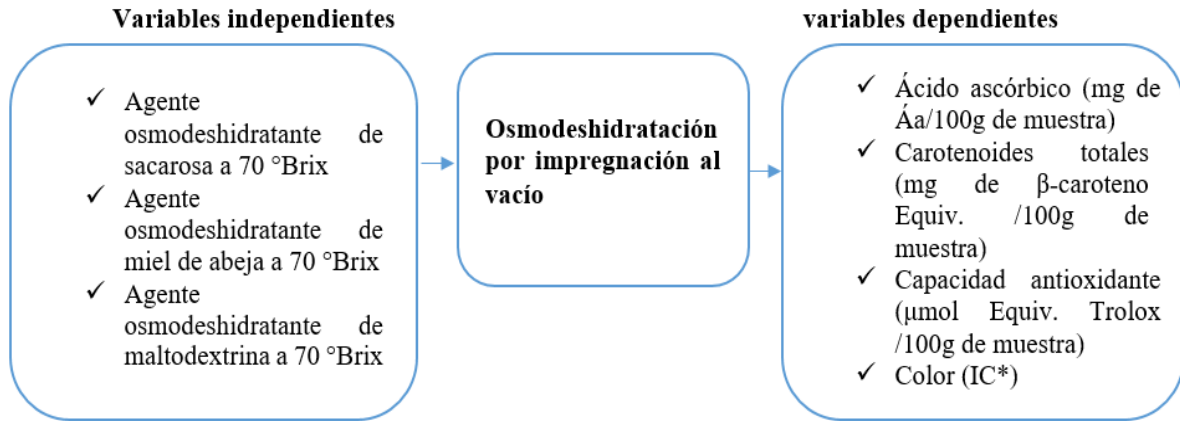 Variables independientes
✓ Agente
osmodeshidratante de
sacarosa a 70 °Brix
✓ Agente
osmodeshidratante de
miel de abeja a 70 °Brix
✓ Agente
osmodeshidratante de
maltodextrina a 70 °Brix
Osmodeshidratación
por impregnación al
vacío
variables dependientes
✓ Ácido ascórbico (mg de
Áa/100g de muestra)
✓ Carotenoides totales
(mg de β-caroteno
Equiv. /100g de
muestra)
✓ Capacidad antioxidante
(μmol Equiv. Trolox
/100g de muestra)
✓ Color (IC*)